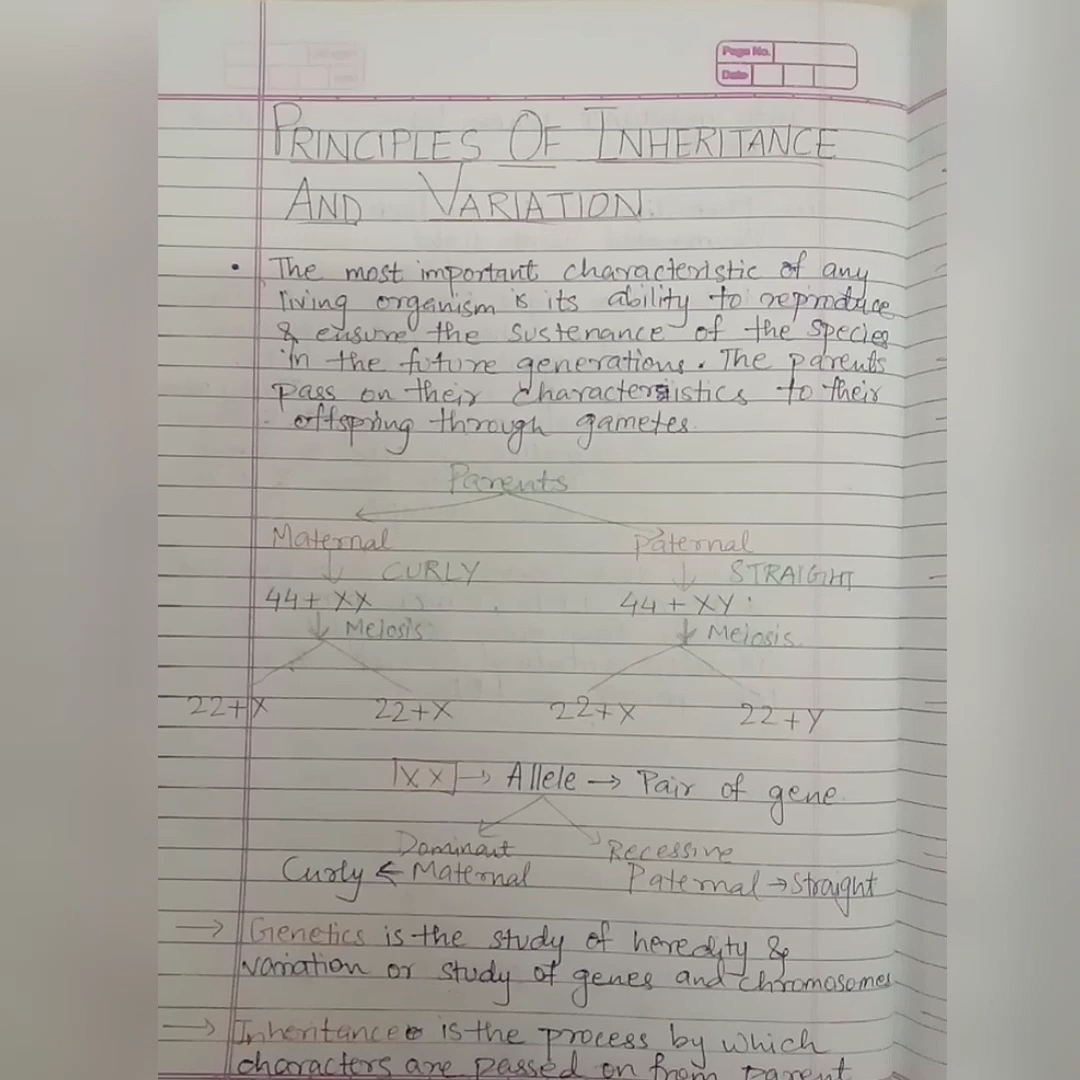 Page No.
Date
PRINCIPLES OF INHERITANCE
AND VARIATION.
• The most important characteristic of any
living organism is its ability to reproduce
& ensure the sustenance of the species
in the future generations. The parents
pass on their characteristics to their
offspring through gametes.
Parents
Maternal Paternal
↓ CURLY ↓ STRAIGHT
44+XX 44+XY
↓ Meiosis ↓ Meiosis
22+X 22+X 22+X 22+Y
XX → Allele → Pair of gene.
Dominant Recessive
Curly ← Maternal Paternal → Straight
→ Genetics is the study of heredity &
variation or study of genes and chromosomes
→ Inheritance is the process by which
characters are passed on from parent